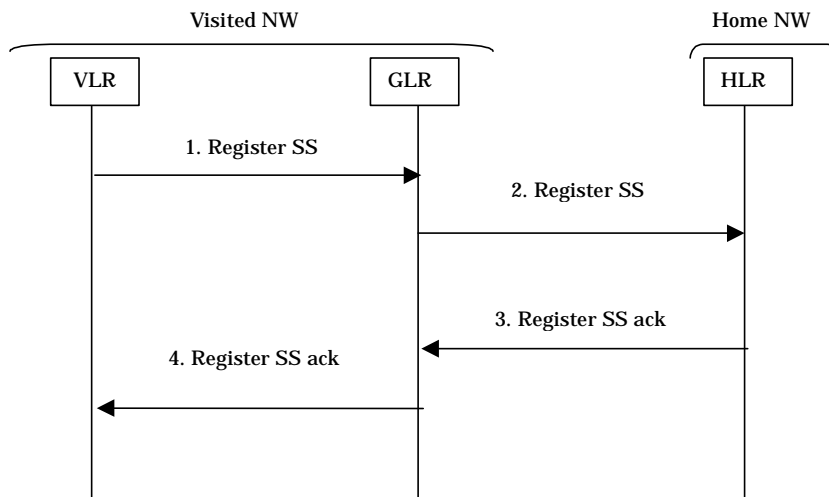 Visited NW
Home NW
VLR
GLR
HLR
1. Register SS
2. Register SS
3. Register SS ack
4. Register SS ack